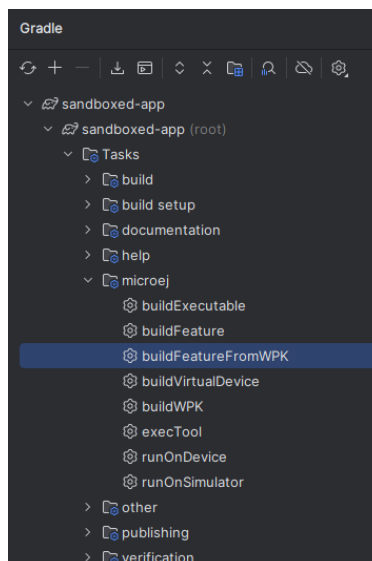 Gradle
sandboxed-app
sandboxed-app (root)
Tasks
build
build setup
documentation
help
microej
buildExecutable
buildFeature
buildFeatureFromWPK
buildVirtualDevice
buildWPK
execTool
runOnDevice
runOnSimulator
other
publishing
verification